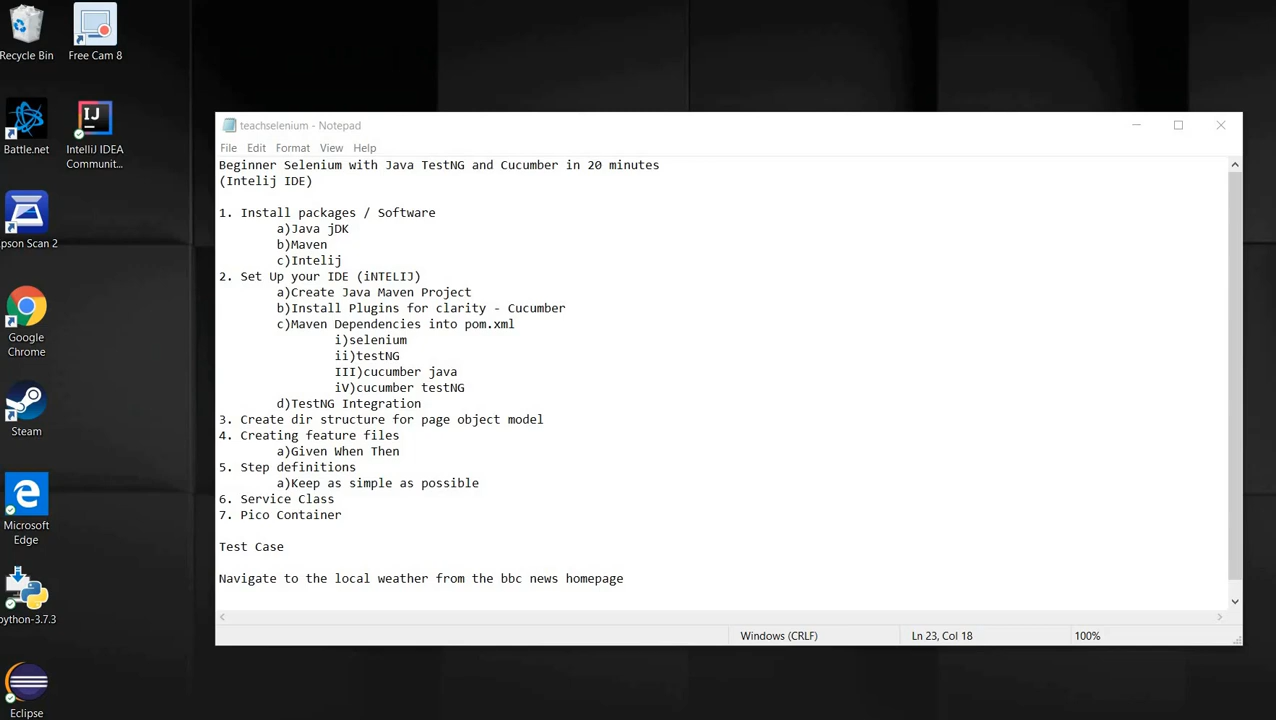 Recycle Bin
Free Cam 8
Battle.net
IJ
IntelliJ IDEA
Communit...
pson Scan 2
Google
Chrome
Steam
Microsoft
Edge
python-3.7.3
Eclipse
teachselenium - Notepad
File Edit Format View Help
Beginner Selenium with Java TestNG and Cucumber in 20 minutes
(Intelij IDE)
1. Install packages / Software
a)Java jDK
b)Maven
c)Intelij
2. Set Up your IDE (iNTELIJ)
a)Create Java Maven Project
b)Install Plugins for clarity - Cucumber
c)Maven Dependencies into pom.xml
i)selenium
ii)testNG
III)cucumber java
iV)cucumber testNG
d)TestNG Integration
3. Create dir structure for page object model
4. Creating feature files
a)Given When Then
5. Step definitions
a)Keep as simple as possible
6. Service Class
7. Pico Container
Test Case
Navigate to the local weather from the bbc news homepage
Windows (CRLF) Ln 23, Col 18 100%